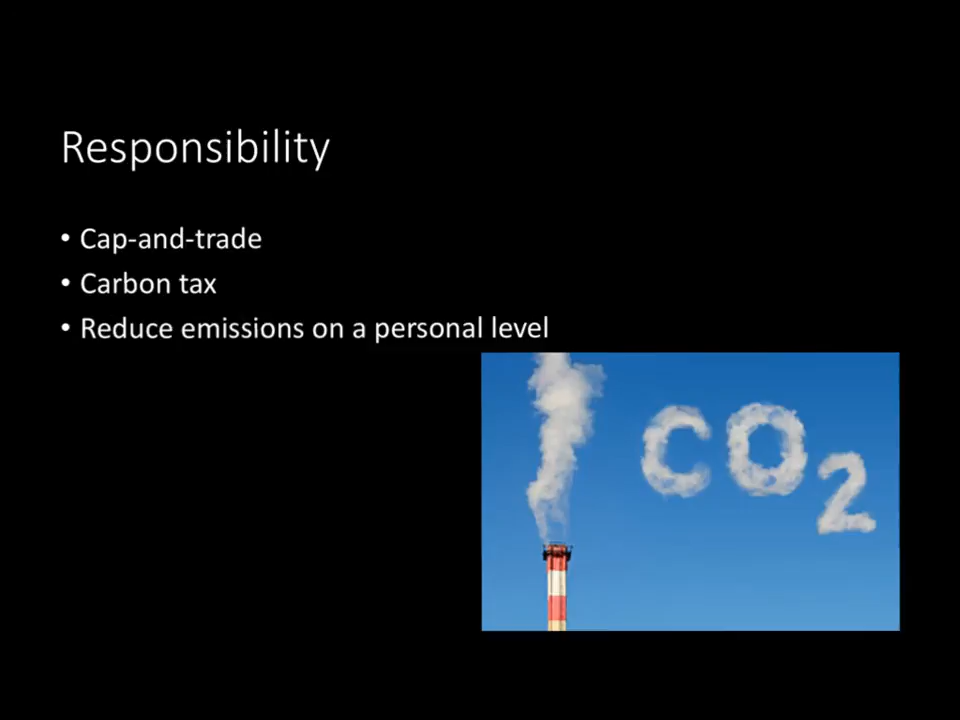 Responsibility
• Cap-and-trade
• Carbon tax
• Reduce emissions on a personal level
CO2